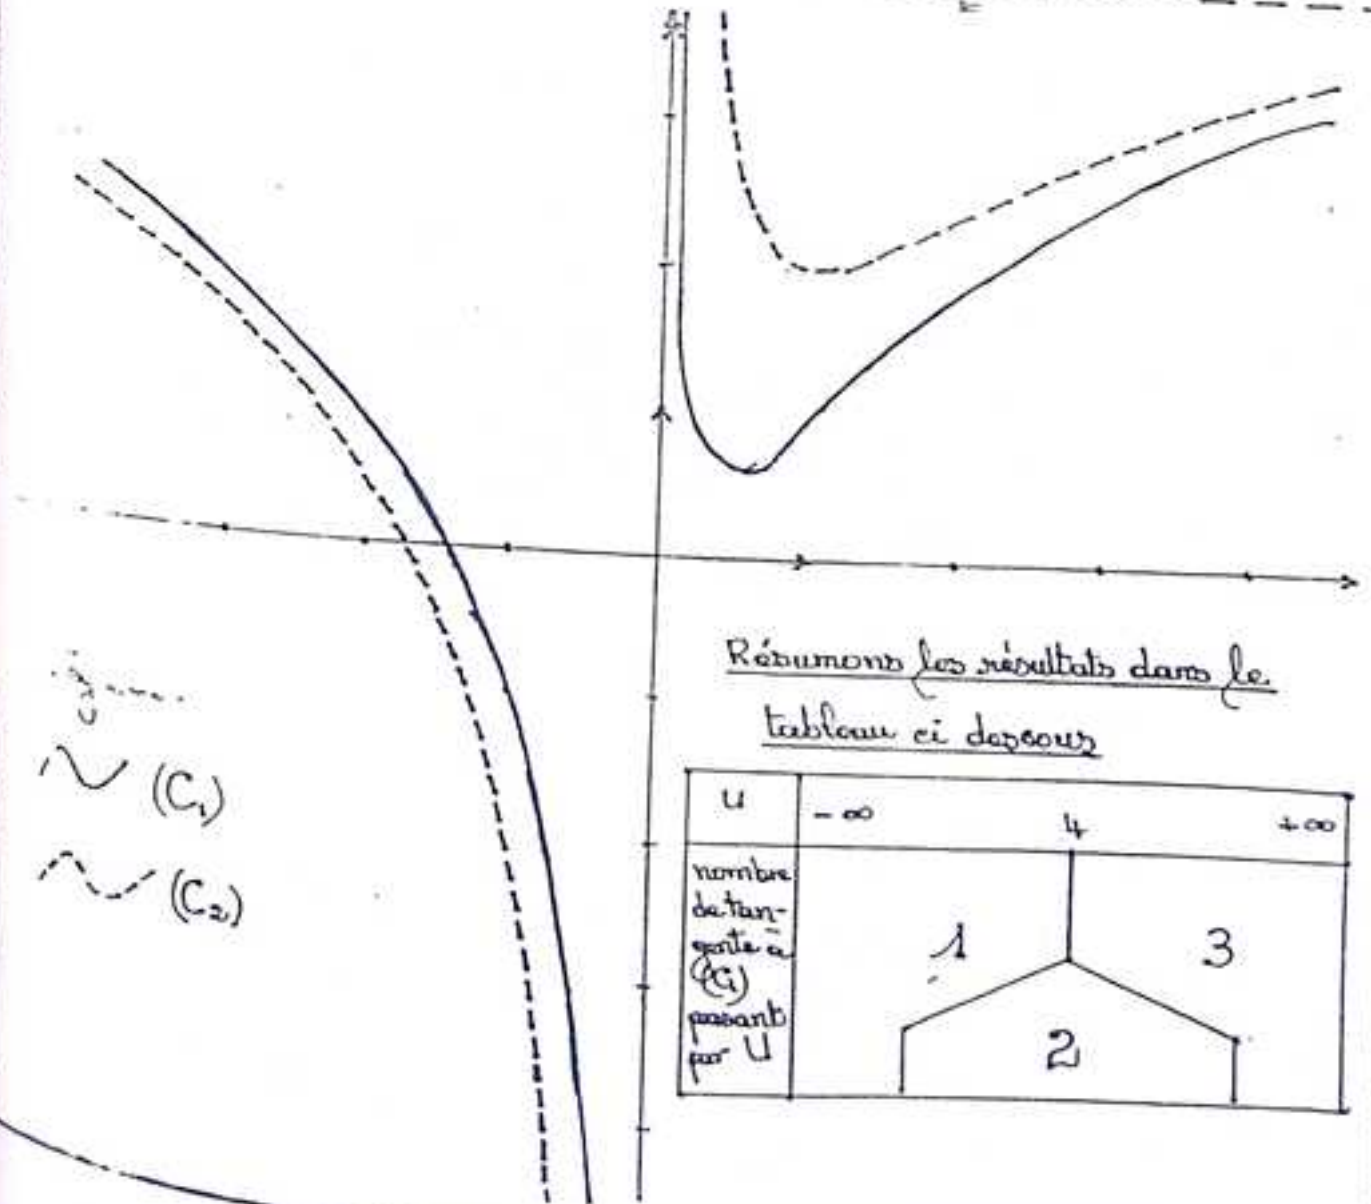 Résumons les résultats dans le
tableau ci dessous
(C₁)
(C₂)
U
- ∞
4
+ ∞
nombre
de tan-
gente à
passant
par U
1
2
3